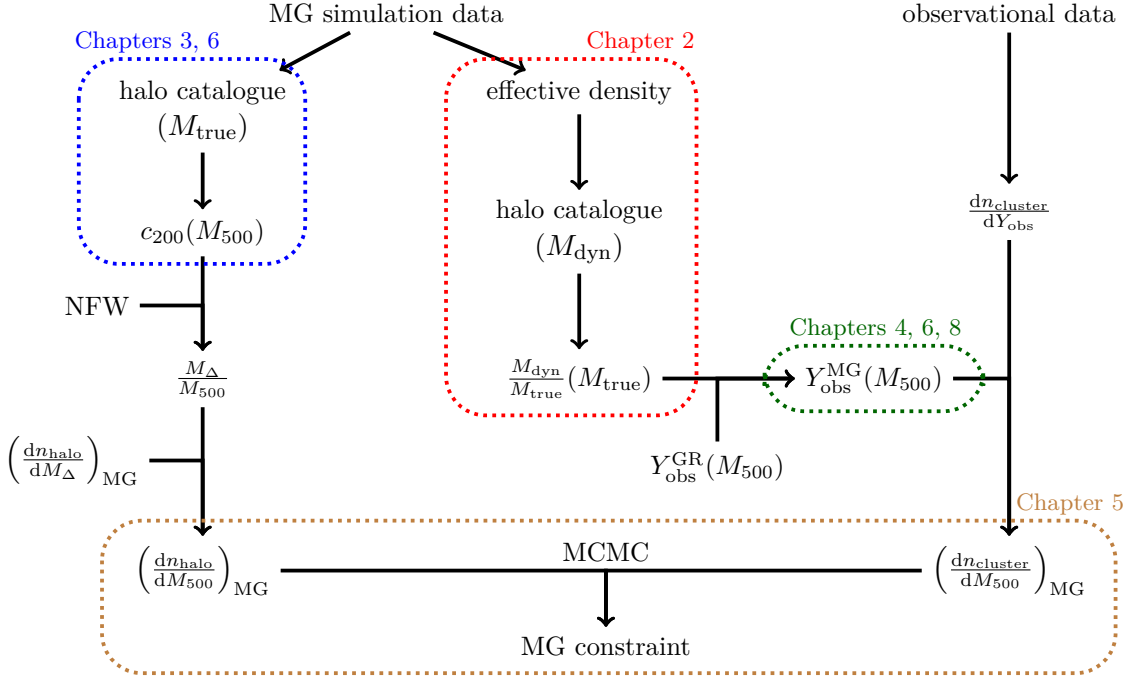 MG simulation data
observational data
Chapters 3, 6
Chapter 2
halo catalogue
(M_true)
effective density
c_200(M_500)
halo catalogue
(M_dyn)
dn_cluster/dY_obs
NFW
Chapters 4, 6, 8
M_Δ/M_500
M_dyn/M_true(M_true)
Y_obs^MG(M_500)
(dn_halo/dM_Δ)_MG
Y_obs^GR(M_500)
Chapter 5
(dn_halo/dM_500)_MG
MCMC
(dn_cluster/dM_500)_MG
MG constraint